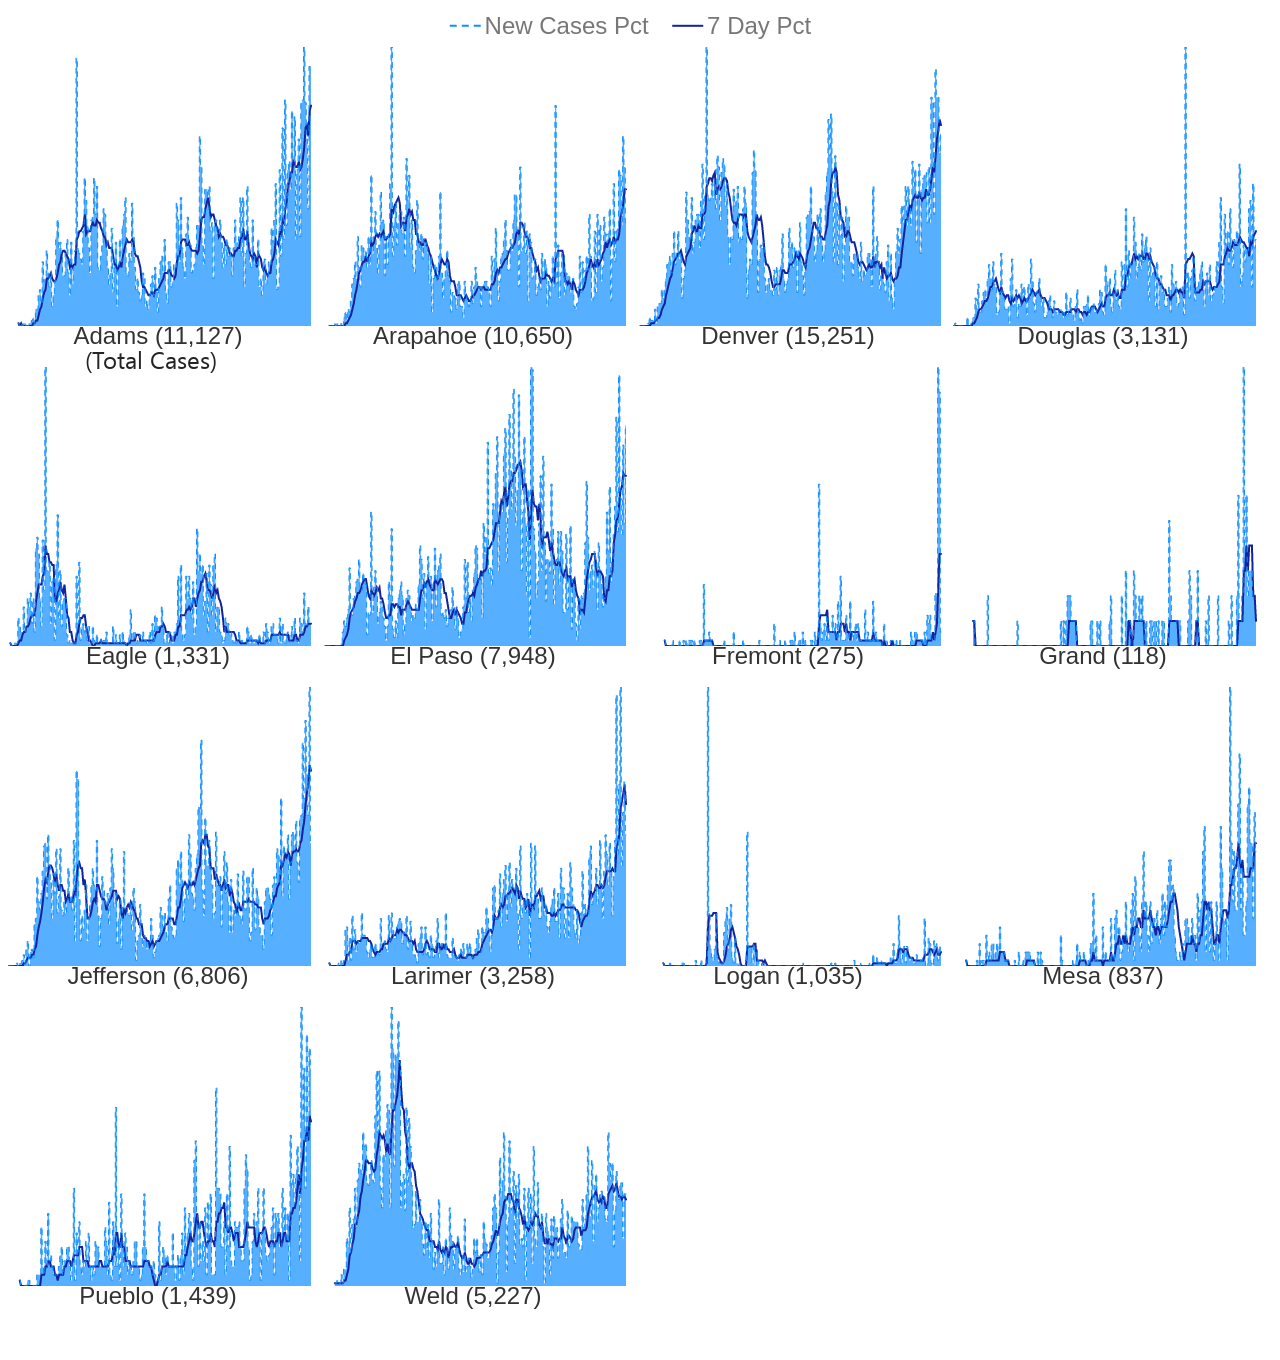 New Cases Pct 7 Day Pct
Adams (11,127) Arapahoe (10,650) Denver (15,251) Douglas (3,131)
(Total Cases)
Eagle (1,331) El Paso (7,948) Fremont (275) Grand (118)
Jefferson (6,806) Larimer (3,258) Logan (1,035) Mesa (837)
Pueblo (1,439) Weld (5,227)